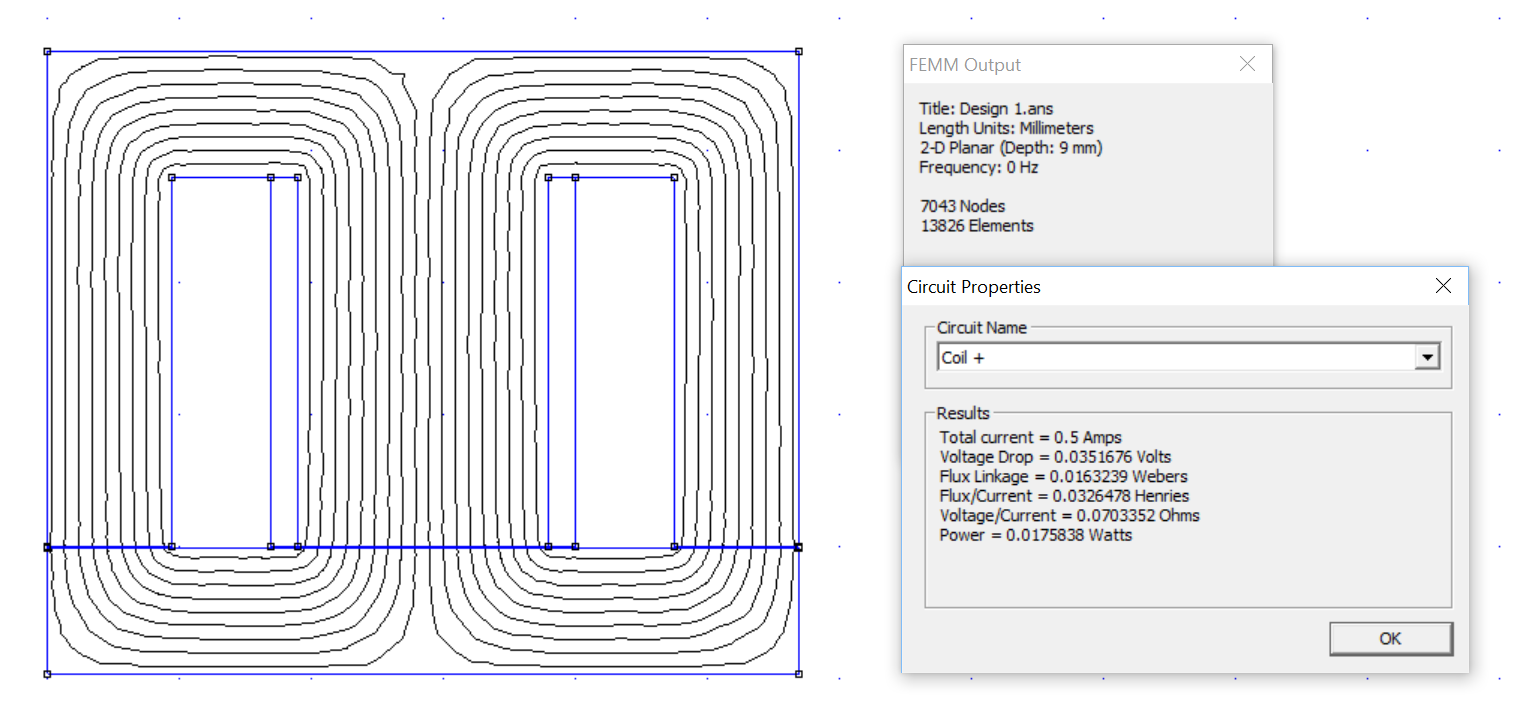 FEMM Output
Title: Design 1.ans
Length Units: Millimeters
2-D Planar (Depth: 9 mm)
Frequency: 0 Hz
7043 Nodes
13826 Elements
Circuit Properties
Circuit Name
Coil +
Results
Total current = 0.5 Amps
Voltage Drop = 0.0351676 Volts
Flux Linkage = 0.0163239 Webers
Flux/Current = 0.0326478 Henries
Voltage/Current = 0.0703352 Ohms
Power = 0.0175838 Watts
OK